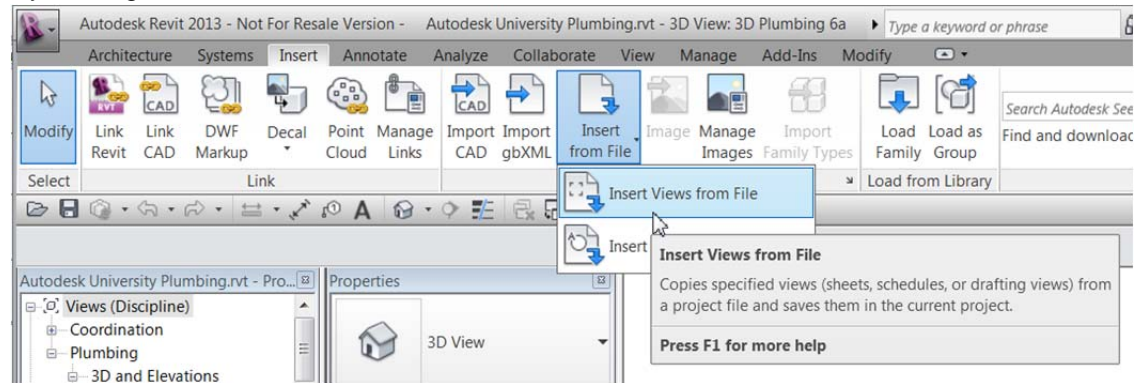 Autodesk Revit 2013 - Not For Resale Version - Autodesk University Plumbing.rvt - 3D View: 3D Plumbing 6a Type a keyword or phrase
Architecture Systems Insert Annotate Analyze Collaborate View Manage Add-Ins Modify
Modify Link Revit Link CAD DWF Markup Decal Point Cloud Manage Links Import CAD Import gbXML Insert from File Image Manage Images Import Family Types Load Family Load as Group
Search Autodesk See
Find and download
Select Link Load from Library
Insert Views from File
Insert
Insert Views from File
Copies specified views (sheets, schedules, or drafting views) from
a project file and saves them in the current project.
Press F1 for more help
Autodesk University Plumbing.rvt - Pro... Properties
Views (Discipline)
Coordination
Plumbing
3D and Elevations
3D View